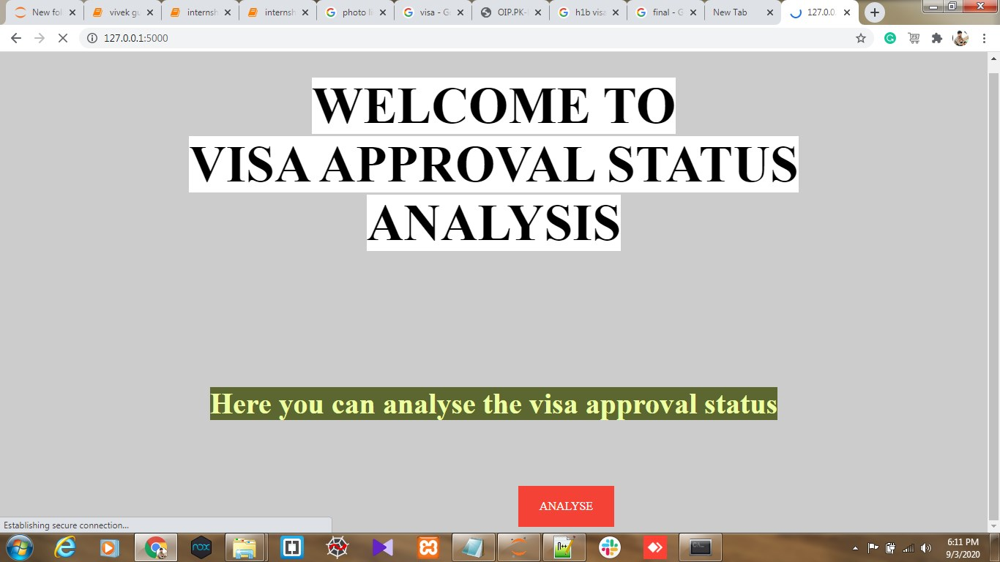 New fol
vivek gu
internsh
internsh
photo li
visa - G
OIP.PK-
h1b visa
final - G
New Tab
127.0.0.
127.0.0.1:5000
WELCOME TO
VISA APPROVAL STATUS
ANALYSIS
Here you can analyse the visa approval status
ANALYSE
Establishing secure connection...
nox
6:11 PM
9/3/2020